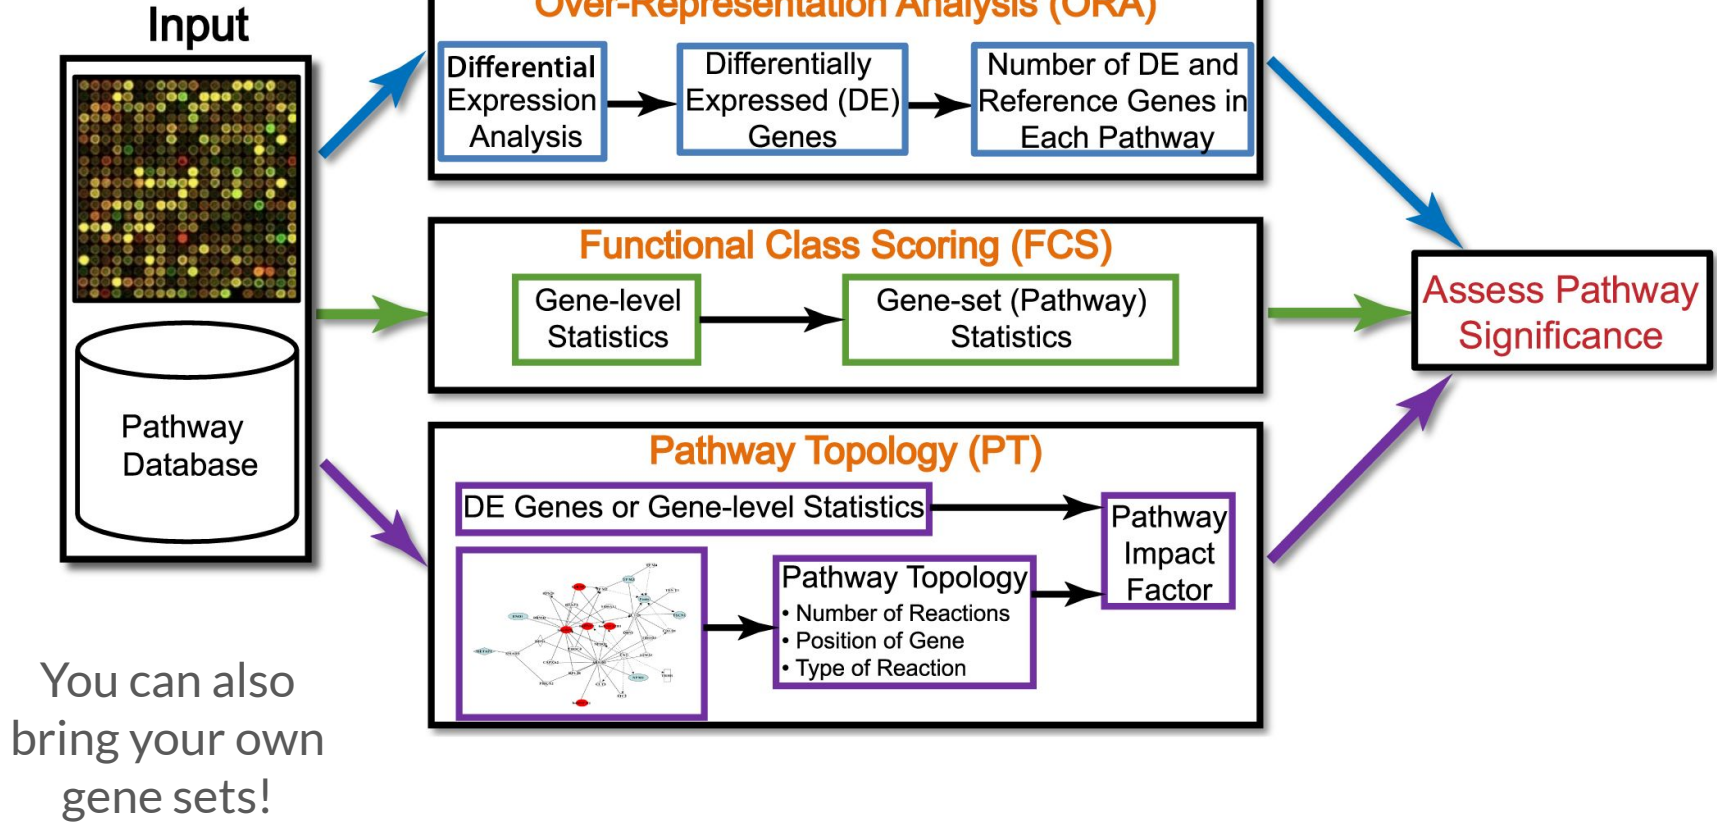 Input
Over-Representation Analysis (ORA)
Differential
Expression
Analysis
Differentially
Expressed (DE)
Genes
Number of DE and
Reference Genes in
Each Pathway
Functional Class Scoring (FCS)
Gene-level
Statistics
Gene-set (Pathway)
Statistics
Assess Pathway
Significance
Pathway
Database
Pathway Topology (PT)
DE Genes or Gene-level Statistics
Pathway
Impact
Factor
Pathway Topology
• Number of Reactions
• Position of Gene
• Type of Reaction
You can also
bring your own
gene sets!